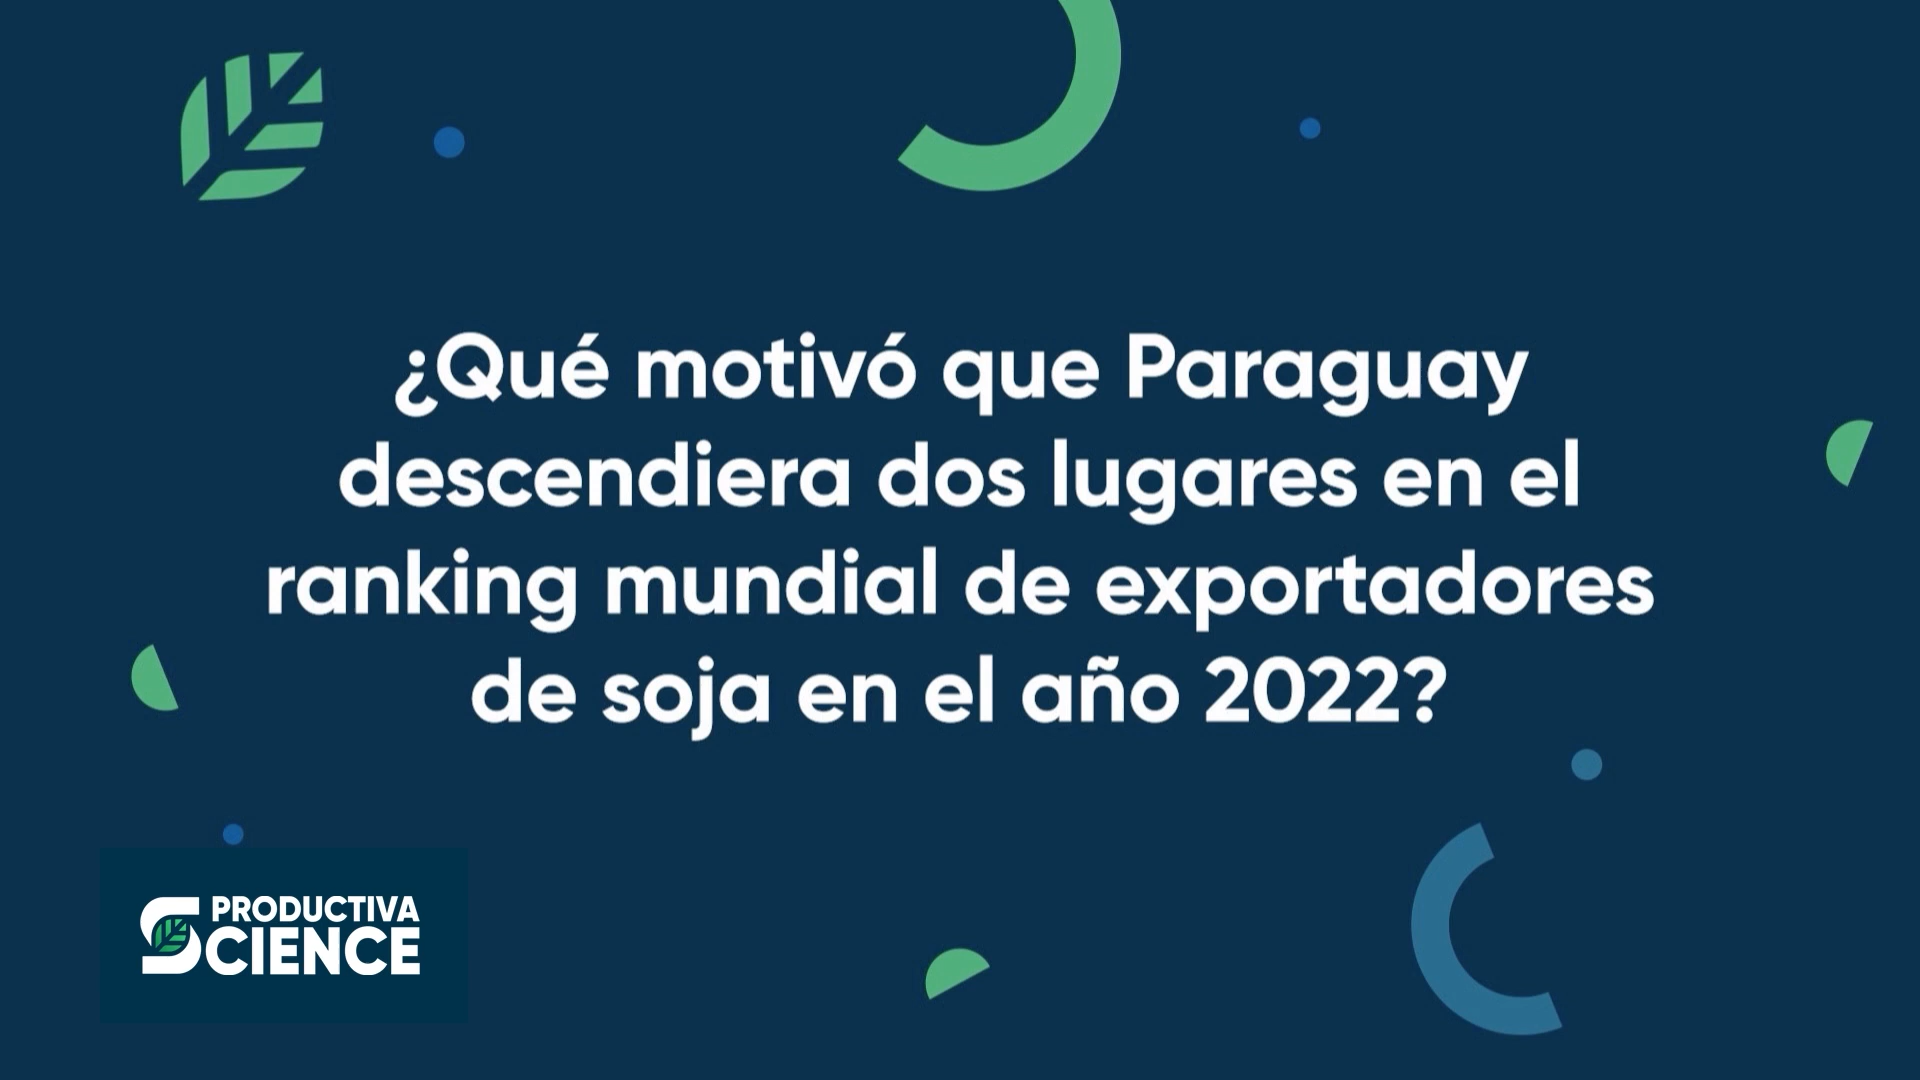 ¿Qué motivó que Paraguay
descendiera dos lugares en el
ranking mundial de exportadores
de soja en el año 2022?
PRODUCTIVA
SCIENCE